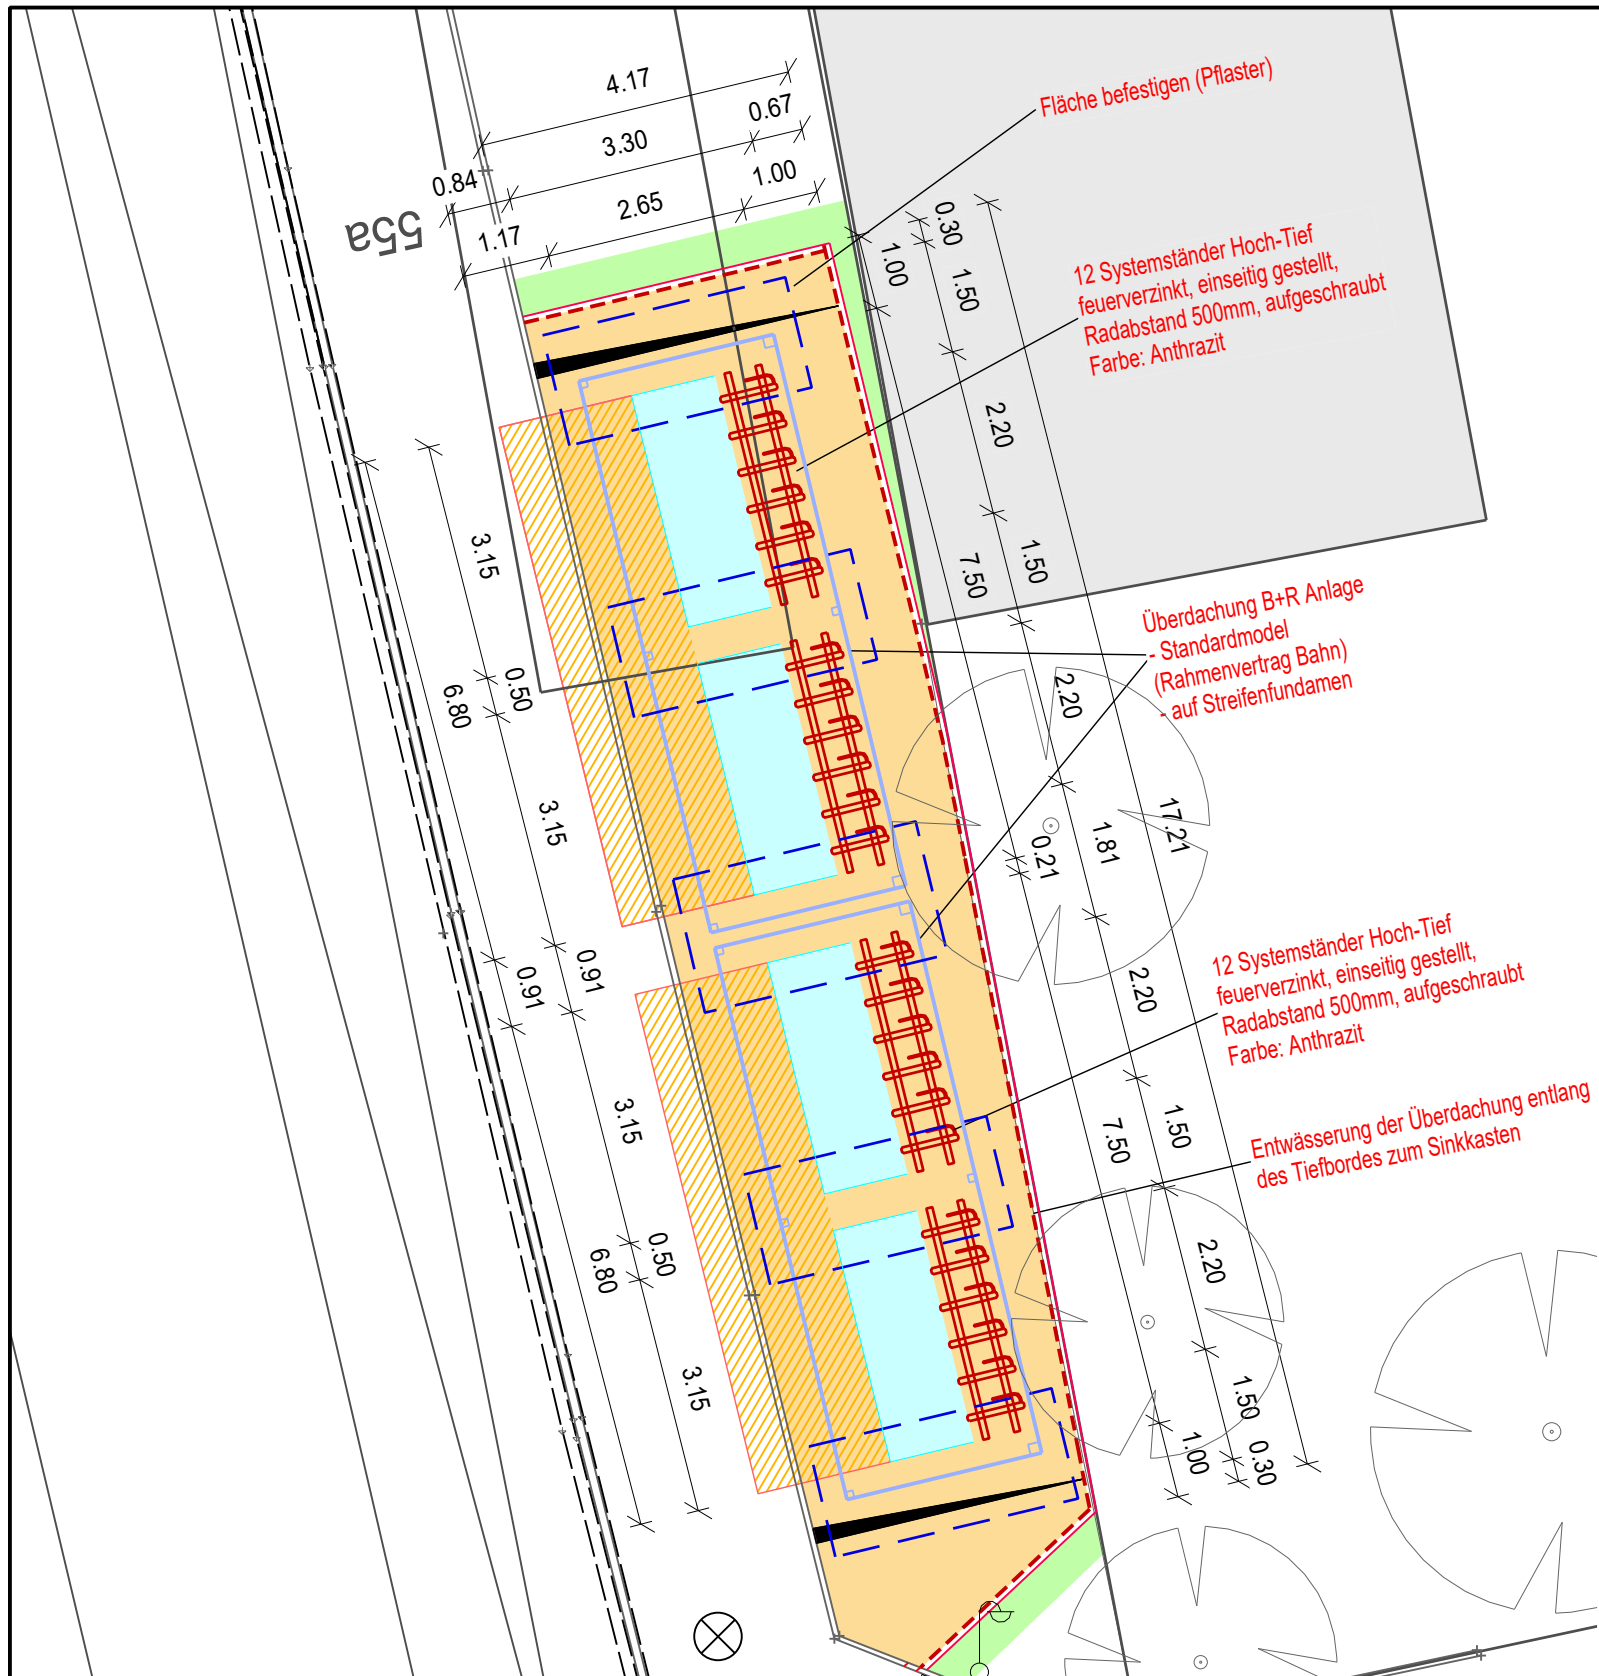 4.17
0.67
3.30
0.84
1.00
2.65
1.17
55a
Fläche befestigen (Pflaster)
0.30
1.00
1.50
12 Systemständer Hoch-Tief
feuerverzinkt, einseitig gestellt,
Radabstand 500mm, aufgeschraubt
Farbe: Anthrazit
2.20
1.50
7.50
3.15
Überdachung B+R Anlage
- Standardmodel
(Rahmenvertrag Bahn)
- auf Streifenfundamen
0.50
6.80
2.20
17.21
3.15
1.81
0.21
0.91
0.91
2.20
12 Systemständer Hoch-Tief
feuerverzinkt, einseitig gestellt,
Radabstand 500mm, aufgeschraubt
Farbe: Anthrazit
3.15
1.50
7.50
Entwässerung der Überdachung entlang
des Tiefbordes zum Sinkkasten
0.50
6.80
2.20
3.15
1.50
1.00
0.30